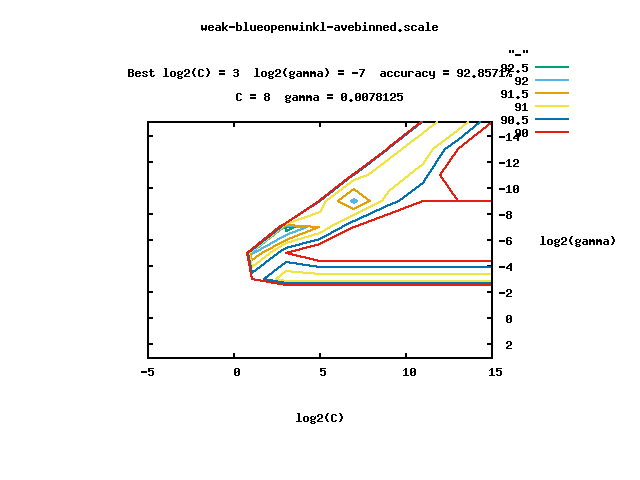 weak-blueopenwinkl-avebinned.scale
"-"
Best log2(C) = 3 log2(gamma) = -7 accuracy = 92.8571%
92.5
92
C = 8 gamma = 0.0078125
91.5
91
90.5
90
-14
-12
-10
-8
-6
log2(gamma)
-4
-2
0
2
-5 0 5 10 15
log2(C)